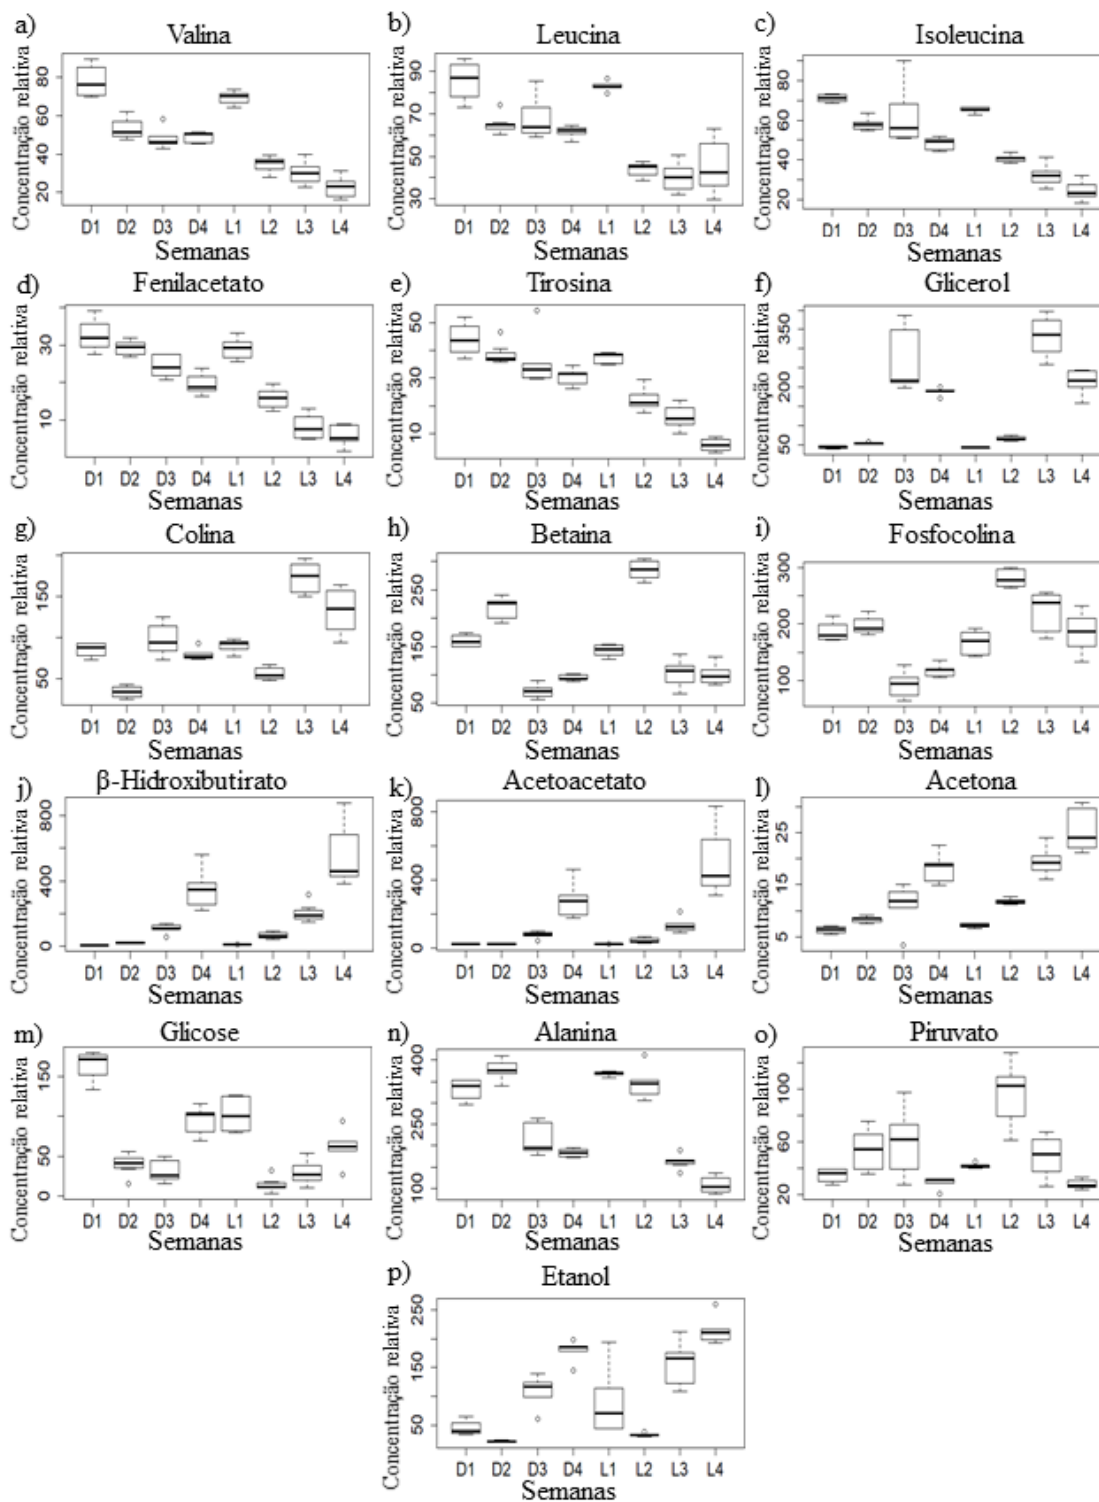 a) Valina
Concentração relativa
80
60
40
20
D1 D2 D3 D4 L1 L2 L3 L4
Semanas
b) Leucina
Concentração relativa
90
70
50
30
D1 D2 D3 D4 L1 L2 L3 L4
Semanas
c) Isoleucina
Concentração relativa
80
60
40
20
D1 D2 D3 D4 L1 L2 L3 L4
Semanas
d) Fenilacetato
Concentração relativa
30
10
D1 D2 D3 D4 L1 L2 L3 L4
Semanas
e) Tirosina
Concentração relativa
50
30
10
D1 D2 D3 D4 L1 L2 L3 L4
Semanas
f) Glicerol
Concentração relativa
350
200
50
D1 D2 D3 D4 L1 L2 L3 L4
Semanas
g) Colina
Concentração relativa
150
50
D1 D2 D3 D4 L1 L2 L3 L4
Semanas
h) Betaina
Concentração relativa
250
150
50
D1 D2 D3 D4 L1 L2 L3 L4
Semanas
i) Fosfocolina
Concentração relativa
300
200
100
D1 D2 D3 D4 L1 L2 L3 L4
Semanas
j) β-Hidroxibutirato
Concentração relativa
800
400
0
D1 D2 D3 D4 L1 L2 L3 L4
Semanas
k) Acetoacetato
Concentração relativa
800
400
0
D1 D2 D3 D4 L1 L2 L3 L4
Semanas
l) Acetona
Concentração relativa
25
15
5
D1 D2 D3 D4 L1 L2 L3 L4
Semanas
m) Glicose
Concentração relativa
150
50
0
D1 D2 D3 D4 L1 L2 L3 L4
Semanas
n) Alanina
Concentração relativa
400
250
100
D1 D2 D3 D4 L1 L2 L3 L4
Semanas
o) Piruvato
Concentração relativa
100
60
20
D1 D2 D3 D4 L1 L2 L3 L4
Semanas
p) Etanol
Concentração relativa
250
150
50
D1 D2 D3 D4 L1 L2 L3 L4
Semanas